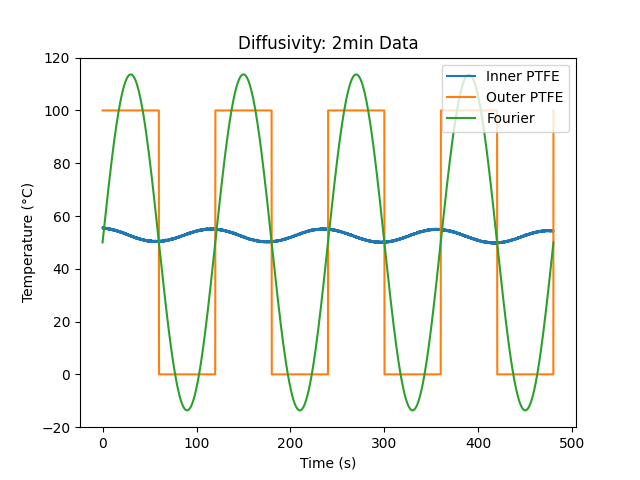 Diffusivity: 2min Data
Temperature (°C)
120
100
80
60
40
20
0
−20
Inner PTFE
Outer PTFE
Fourier
0 100 200 300 400 500
Time (s)